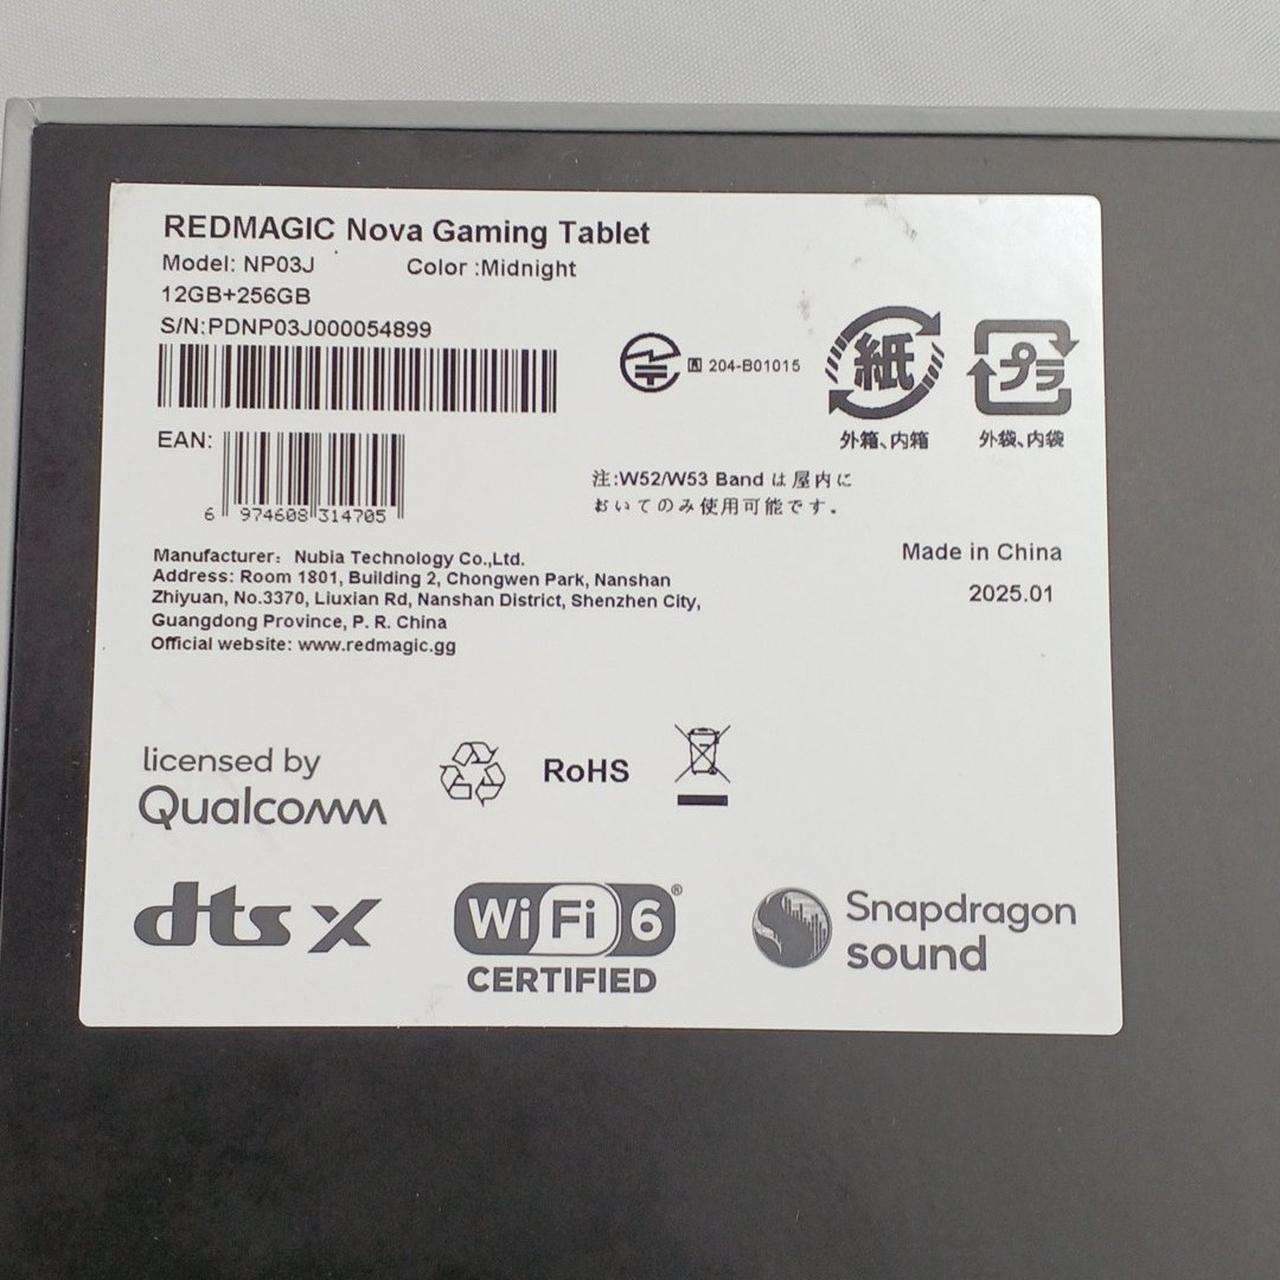 REDMAGIC Nova Gaming Tablet
Model: NP03J Color :Midnight
12GB+256GB
S/N:PDNP03J000054899
R 204-B01015
紙
プラ
外箱、内箱
外袋、内袋
EAN:
6 974608 314705
注:W52/W53 Band は屋内に
おいてのみ使用可能です.
Manufacturer: Nubia Technology Co.,Ltd.
Address: Room 1801, Building 2, Chongwen Park, Nanshan
Zhiyuan, No.3370, Liuxian Rd, Nanshan District, Shenzhen City,
Guangdong Province, P. R. China
Official website: www.redmagic.gg
Made in China
2025.01
licensed by
Qualcomm
RoHS
dts X
Wi Fi 6®
CERTIFIED
Snapdragon
sound